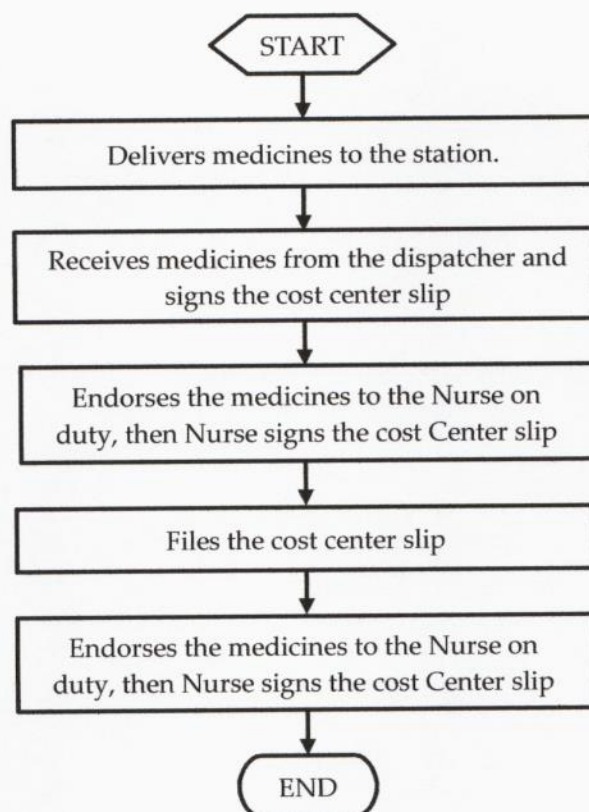 START
Delivers medicines to the station.
Receives medicines from the dispatcher and
signs the cost center slip
Endorses the medicines to the Nurse on
duty, then Nurse signs the cost Center slip
Files the cost center slip
Endorses the medicines to the Nurse on
duty, then Nurse signs the cost Center slip
END